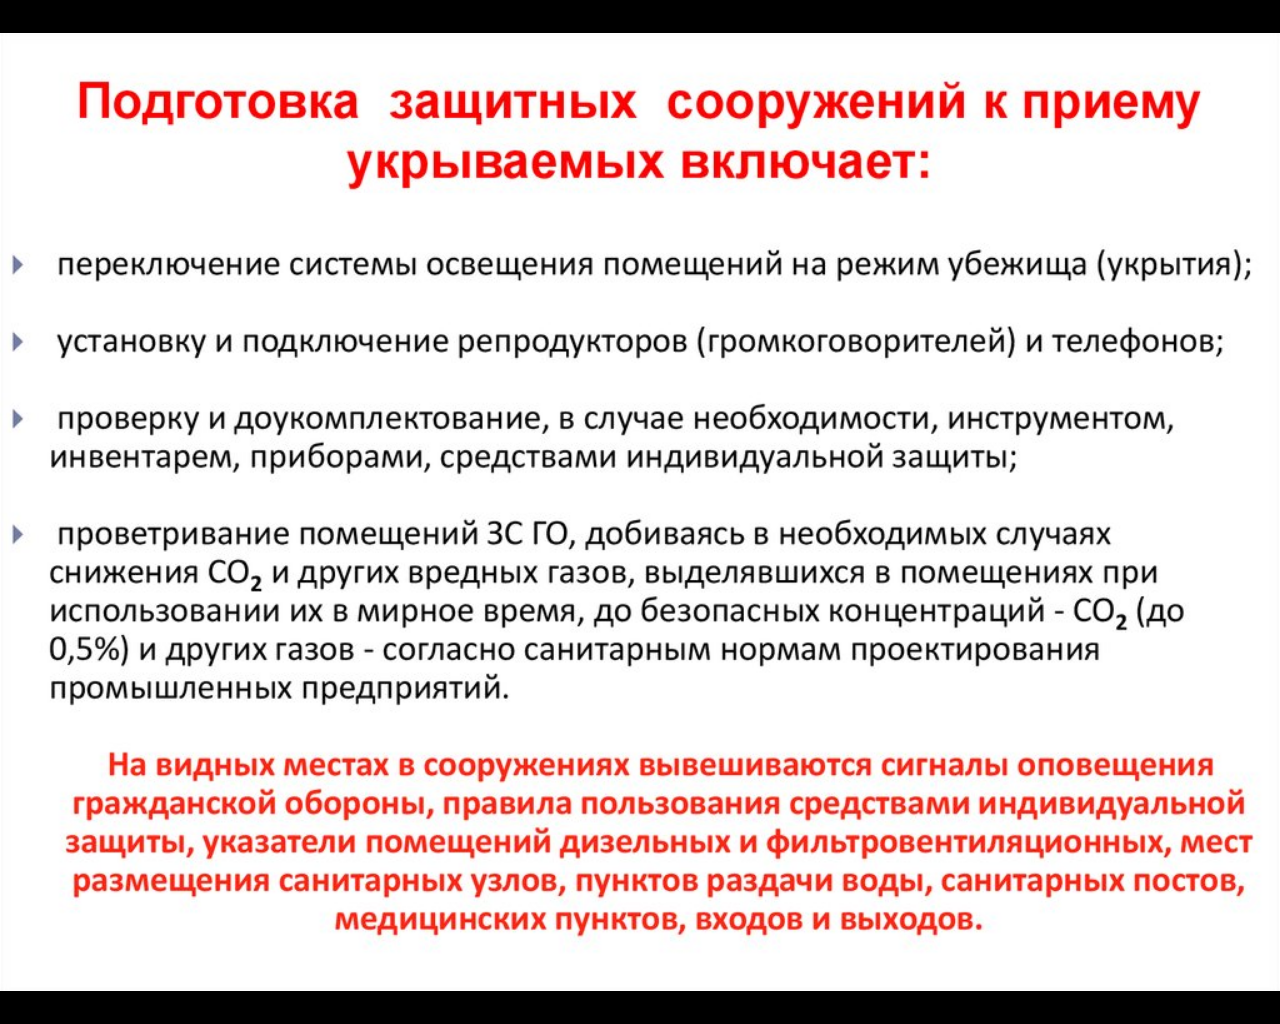 Подготовка защитных сооружений к приему
укрываемых включает:
переключение системы освещения помещений на режим убежища (укрытия);
установку и подключение репродукторов (громкоговорителей) и телефонов;
проверку и доукомплектование, в случае необходимости, инструментом,
инвентарем, приборами, средствами индивидуальной защиты;
проветривание помещений ЗС ГО, добиваясь в необходимых случаях
снижения СО₂ и других вредных газов, выделявшихся в помещениях при
использовании их в мирное время, до безопасных концентраций - СО₂ (до
0,5%) и других газов - согласно санитарным нормам проектирования
промышленных предприятий.
На видных местах в сооружениях вывешиваются сигналы оповещения
гражданской обороны, правила пользования средствами индивидуальной
защиты, указатели помещений дизельных и фильтровентиляционных, мест
размещения санитарных узлов, пунктов раздачи воды, санитарных постов,
медицинских пунктов, входов и выходов.